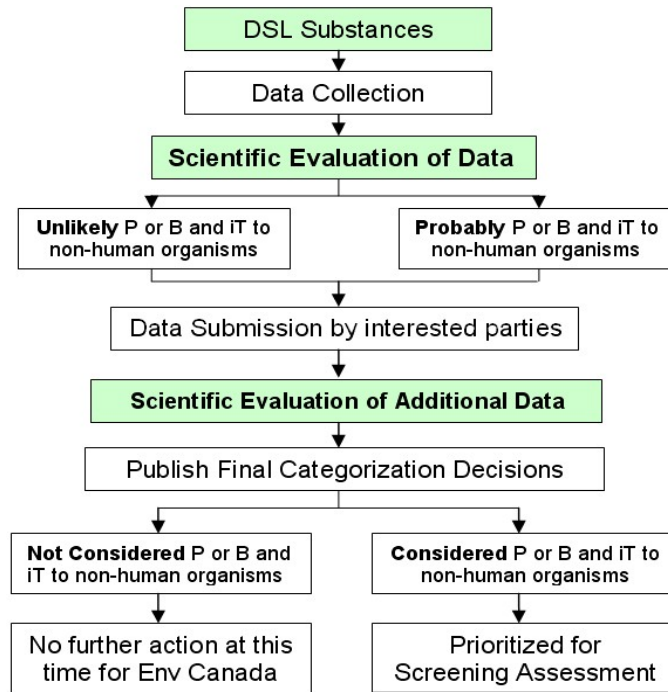 DSL Substances
Data Collection
Scientific Evaluation of Data
Unlikely P or B and iT to
non-human organisms
Probably P or B and iT to
non-human organisms
Data Submission by interested parties
Scientific Evaluation of Additional Data
Publish Final Categorization Decisions
Not Considered P or B and
iT to non-human organisms
Considered P or B and iT to
non-human organisms
No further action at this
time for Env Canada
Prioritized for
Screening Assessment